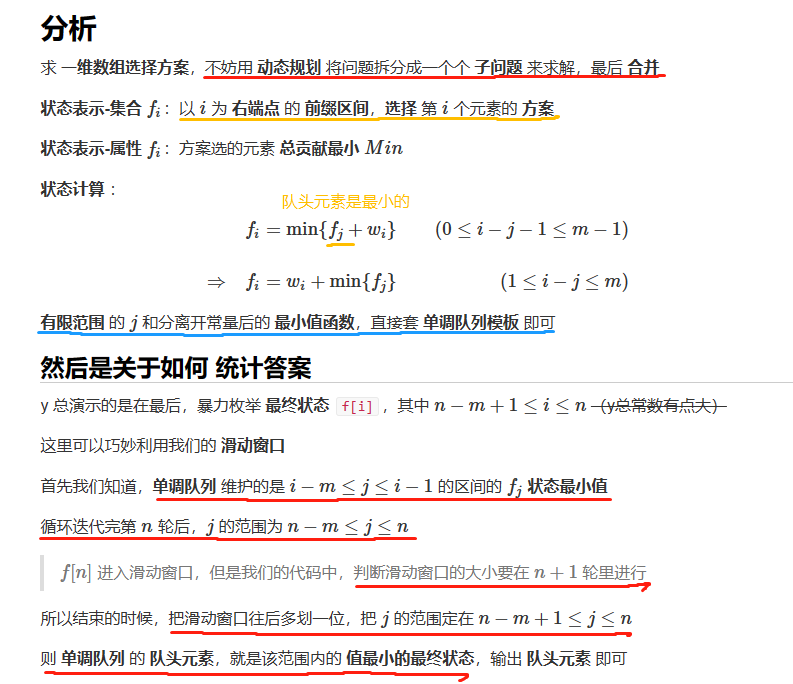 分析
求 一维数组选择方案，不妨用 动态规划 将问题拆分成一个个 子问题 来求解，最后 合并
状态表示-集合 f_i：以 i 为 右端点 的 前缀区间，选择 第 i 个元素的 方案
状态表示-属性 f_i：方案选的元素 总贡献最小 Min
状态计算：
队头元素是最小的
f_i = min{f_j + w_i} (0 ≤ i − j − 1 ≤ m − 1)
⇒ f_i = w_i + min{f_j} (1 ≤ i − j ≤ m)
有限范围 的 j 和分离开常量后的 最小值函数，直接套 单调队列模板 即可
然后是关于如何 统计答案
y 总演示的是在最后，暴力枚举 最终状态 f[i]，其中 n − m + 1 ≤ i ≤ n （y总常数有点大）
这里可以巧妙利用我们的 滑动窗口
首先我们知道，单调队列 维护的是 i − m ≤ j ≤ i − 1 的区间的 f_j 状态最小值
循环迭代完第 n 轮后，j 的范围为 n − m ≤ j ≤ n
f[n] 进入滑动窗口，但是我们的代码中，判断滑动窗口的大小要在 n + 1 轮里进行
所以结束的时候，把滑动窗口往后多划一位，把 j 的范围定在 n − m + 1 ≤ j ≤ n
则 单调队列 的 队头元素，就是该范围内的 值最小的最终状态，输出 队头元素 即可